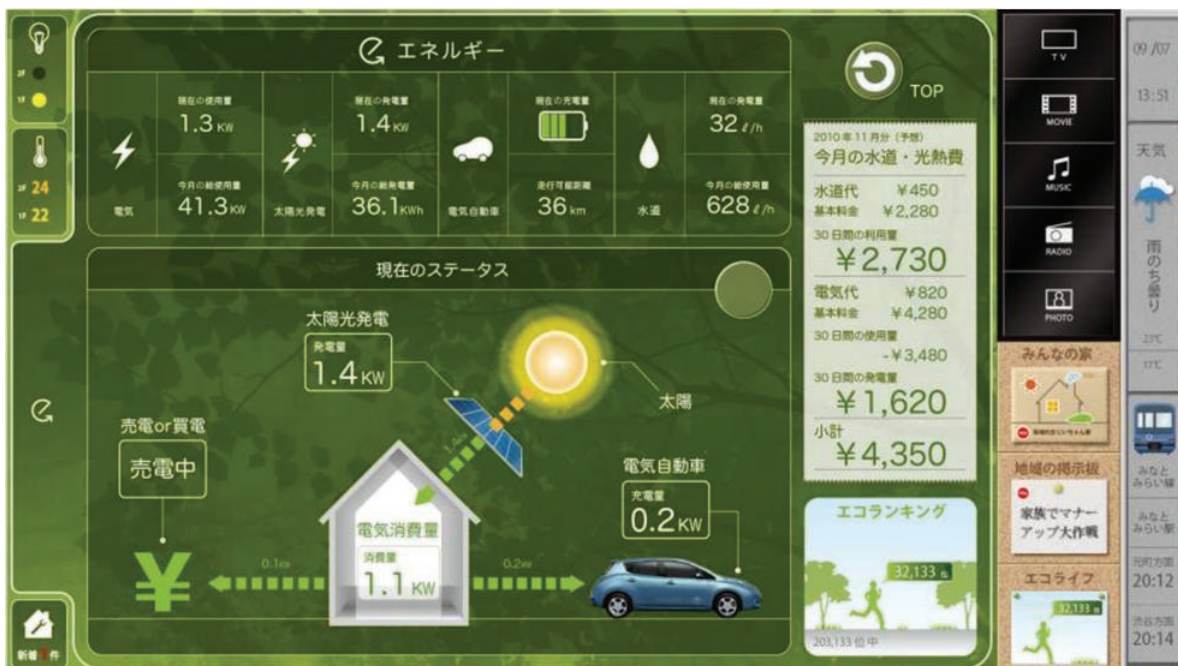 2F
1F
2F 24
1F 22
新着1件
エネルギー
電気
現在の使用量
1.3 KW
今月の総使用量
41.3 KW
太陽光発電
現在の発電量
1.4 KW
今月の総発電量
36.1 KWh
電気自動車
現在の充電量
走行可能距離
36 km
水道
現在の発電量
32 ℓ/h
今月の総使用量
628 ℓ/h
現在のステータス
太陽光発電
発電量
1.4 KW
太陽
売電or買電
売電中
電気消費量
消費量
1.1 KW
電気自動車
充電量
0.2 KW
0.1KW
0.2KW
TOP
2010年11月分（予想）
今月の水道・光熱費
水道代 ¥450
基本料金 ¥2,280
30日間の利用量
¥2,730
電気代 ¥820
基本料金 ¥4,280
30日間の使用量
-¥3,480
30日間の発電量
¥1,620
小計
¥4,350
エコランキング
32,133 位
203,133 位中
TV
MOVIE
MUSIC
RADIO
PHOTO
みんなの家
地域の掲示板
家族でマナー
アップ大作戦
エコライフ
32,133 位
09/07
13:51
天気
雨のち曇り
23℃
17℃
みなと
みらい線
みなと
みらい駅
元町方面
20:12
渋谷方面
20:14